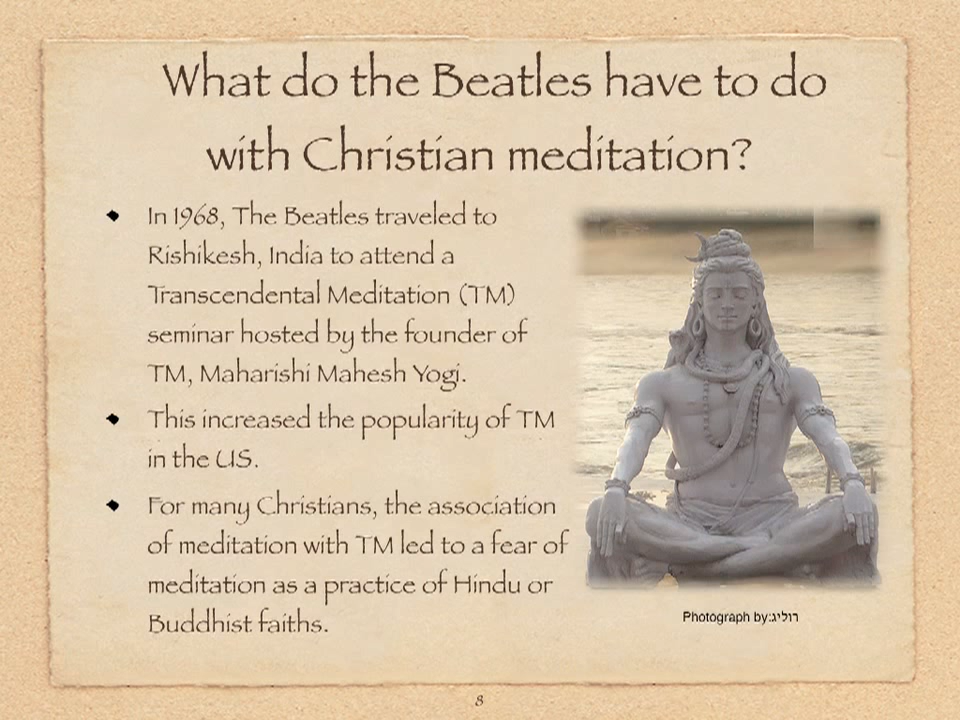 What do the Beatles have to do
with Christian meditation?
In 1968, The Beatles traveled to
Rishikesh, India to attend a
Transcendental Meditation (TM)
seminar hosted by the founder of
TM, Maharishi Mahesh Yogi.
This increased the popularity of TM
in the US.
For many Christians, the association
of meditation with TM led to a fear of
meditation as a practice of Hindu or
Buddhist faiths.
Photograph by:רוליג
8